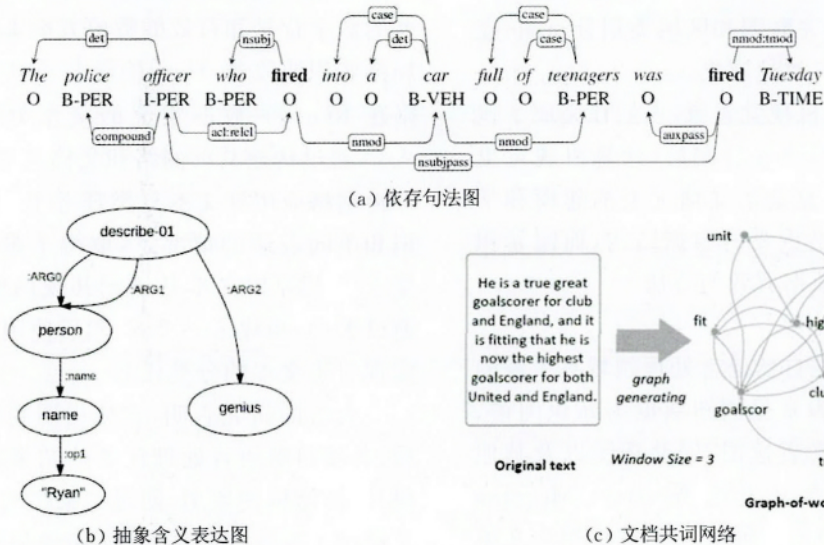 det
nsubj
case
det
case
case
nmod:tmod
The police officer who fired into a car full of teenagers was fired Tuesday
O B-PER I-PER B-PER O O O B-VEH O O B-PER O O B-TIME
compound
acl:relcl
nmod
nmod
auxpass
nsubjpass
(a) 依存句法图
describe-01
:ARG0
:ARG1
:ARG2
person
:name
name
genius
:op1
"Ryan"
(b) 抽象含义表达图
He is a true great
goalscorer for club
and England, and it
is fitting that he is
now the highest
goalscorer for both
United and England.
Original text
graph
generating
Window Size = 3
unit
fit
goalscor
(c) 文档共词网络